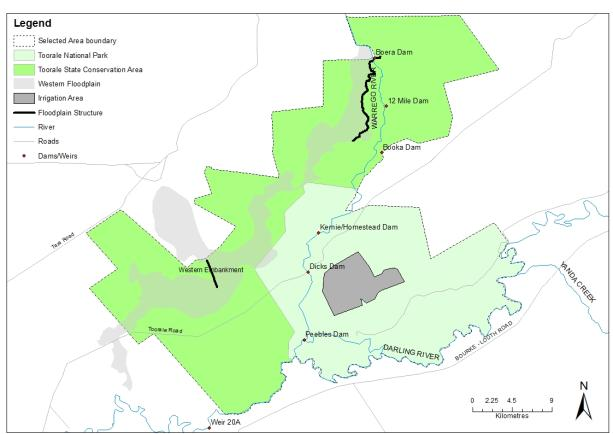 Legend
Selected Area boundary
Toorale National Park
Toorale State Conservation Area
Western Floodplain
Irrigation Area
Floodplain Structure
River
Roads
Dams/Weirs
Boera Dam
WARREGO RIVER
12 Mile Dam
Booka Dam
Toorale Road
Kernie/Homestead Dam
Western Embankment
Dicks Dam
YANDA CREEK
Toorale Road
Peebles Dam
DARLING RIVER
BOURKE - LOUTH ROAD
Weir 20A
N
0 2.25 4.5 9
Kilometres